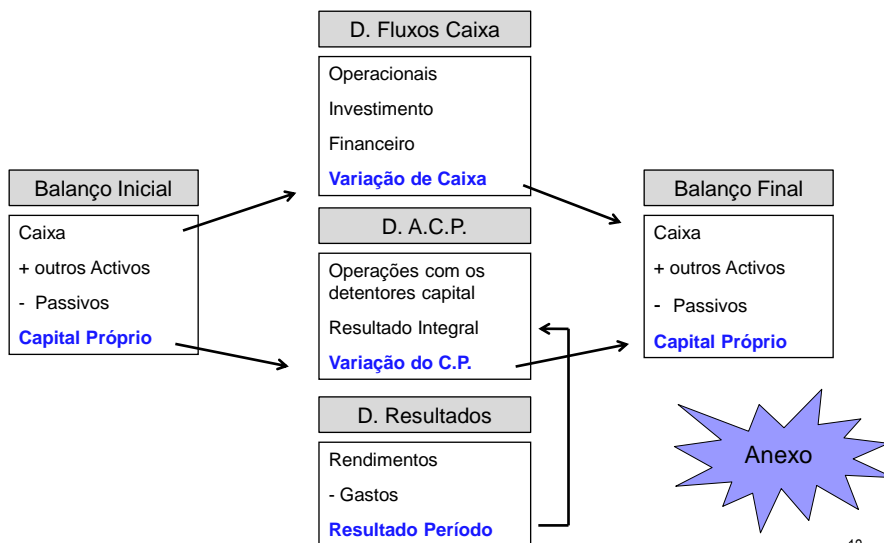 D. Fluxos Caixa
Operacionais
Investimento
Financeiro
Variação de Caixa
Balanço Inicial
Caixa
+ outros Activos
- Passivos
Capital Próprio
D. A.C.P.
Operações com os
detentores capital
Resultado Integral
Variação do C.P.
D. Resultados
Rendimentos
- Gastos
Resultado Período
Balanço Final
Caixa
+ outros Activos
- Passivos
Capital Próprio
Anexo